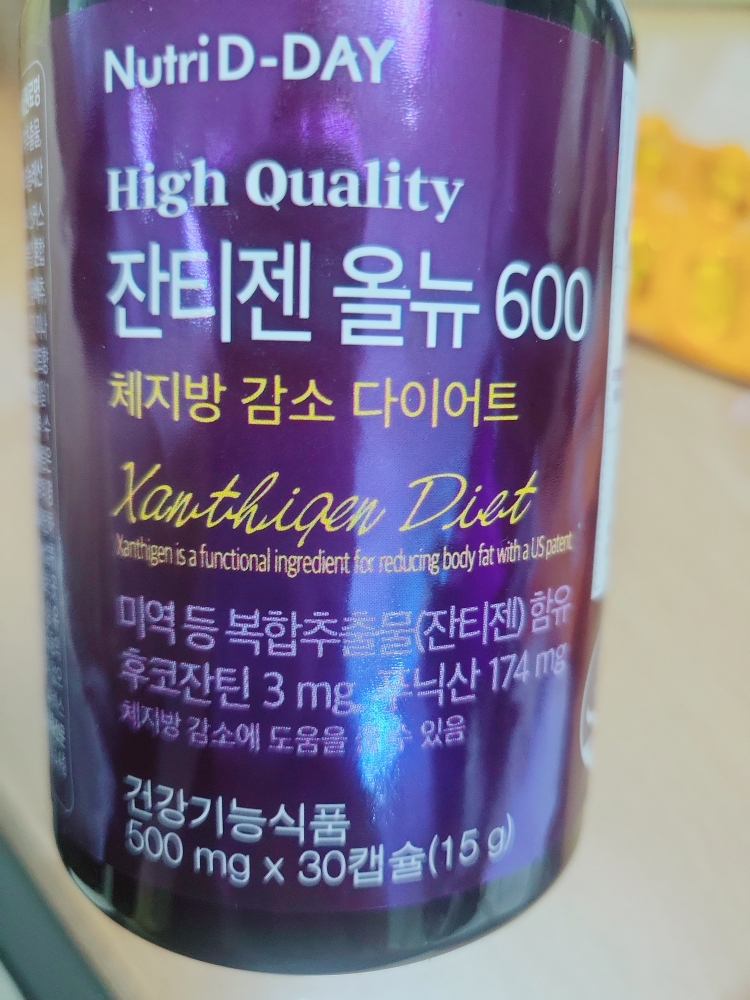 Nutri D-DAY
High Quality
잔티젠 올뉴 600
체지방 감소 다이어트
Xanthigen Diet
Xanthigen is a functional ingredient for reducing body fat with a US patent
미역 등 복합추출물(잔티젠) 함유
후코잔틴 3 mg, 푸닉산 174 mg
체지방 감소에 도움을 수 있음
건강기능식품
500 mg x 30캡슐(15 g)